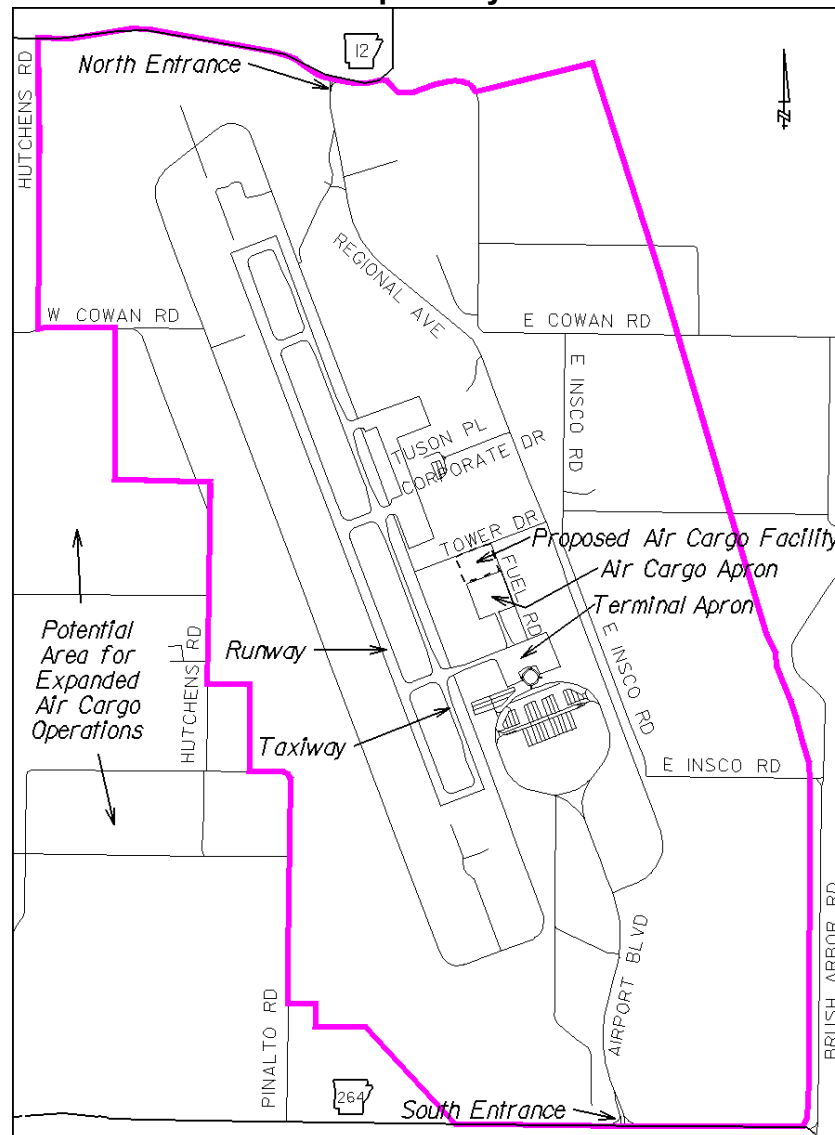 12
North Entrance
HUTCHENS RD
REGIONAL AVE
W COWAN RD
E COWAN RD
E INSCO RD
TUSON PL
CORPORATE DR
TOWER DR
Proposed Air Cargo Facility
Air Cargo Apron
FUEL RD
Terminal Apron
Potential
Area for
Expanded
Air Cargo
Operations
HUTCHENS RD
Runway
E INSCO RD
Taxiway
E INSCO RD
AIRPORT BLVD
BRUSH ARBOR RD
PINALTO RD
264
South Entrance
N